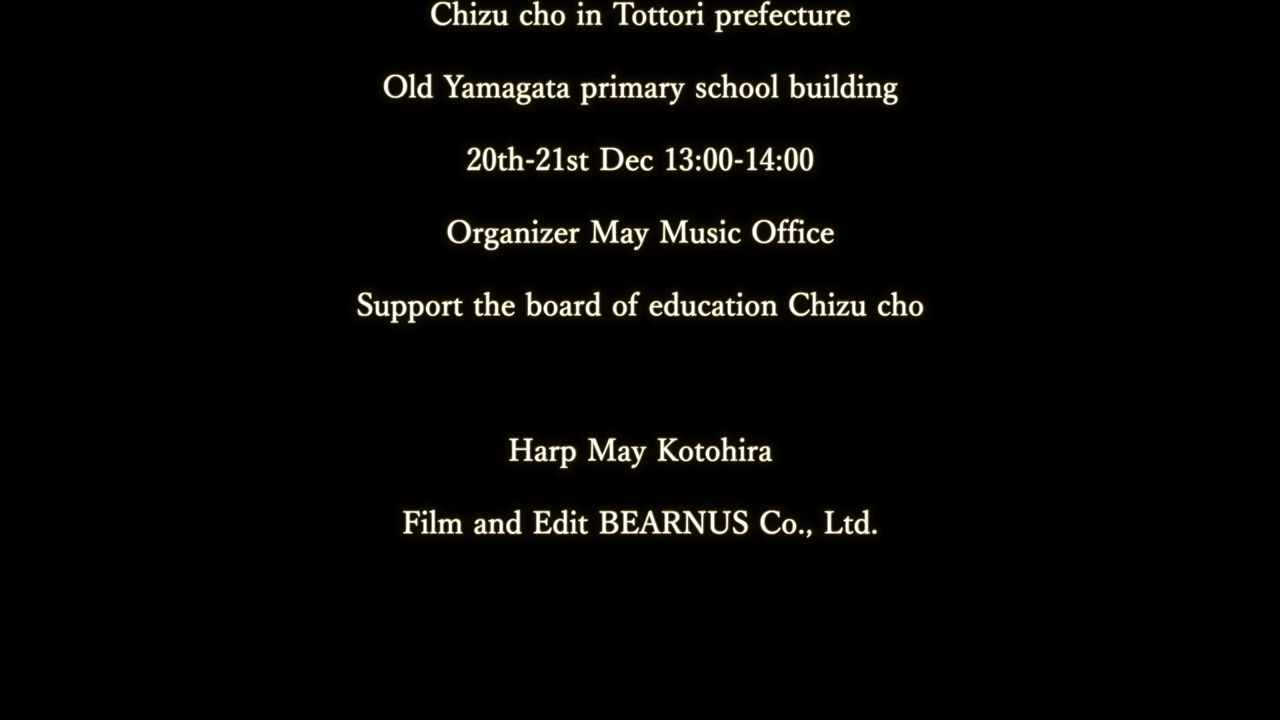 Chizu cho in Tottori prefecture
Old Yamagata primary school building
20th-21st Dec 13:00-14:00
Organizer May Music Office
Support the board of education Chizu cho
Harp May Kotohira
Film and Edit BEARNUS Co., Ltd.